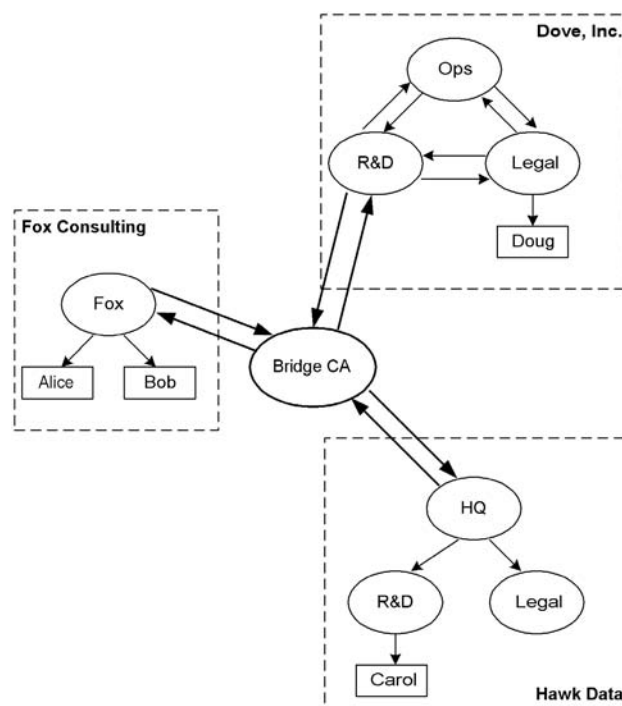 Dove, Inc.
Ops
R&D
Legal
Doug
Fox Consulting
Fox
Alice
Bob
Bridge CA
HQ
R&D
Legal
Carol
Hawk Data